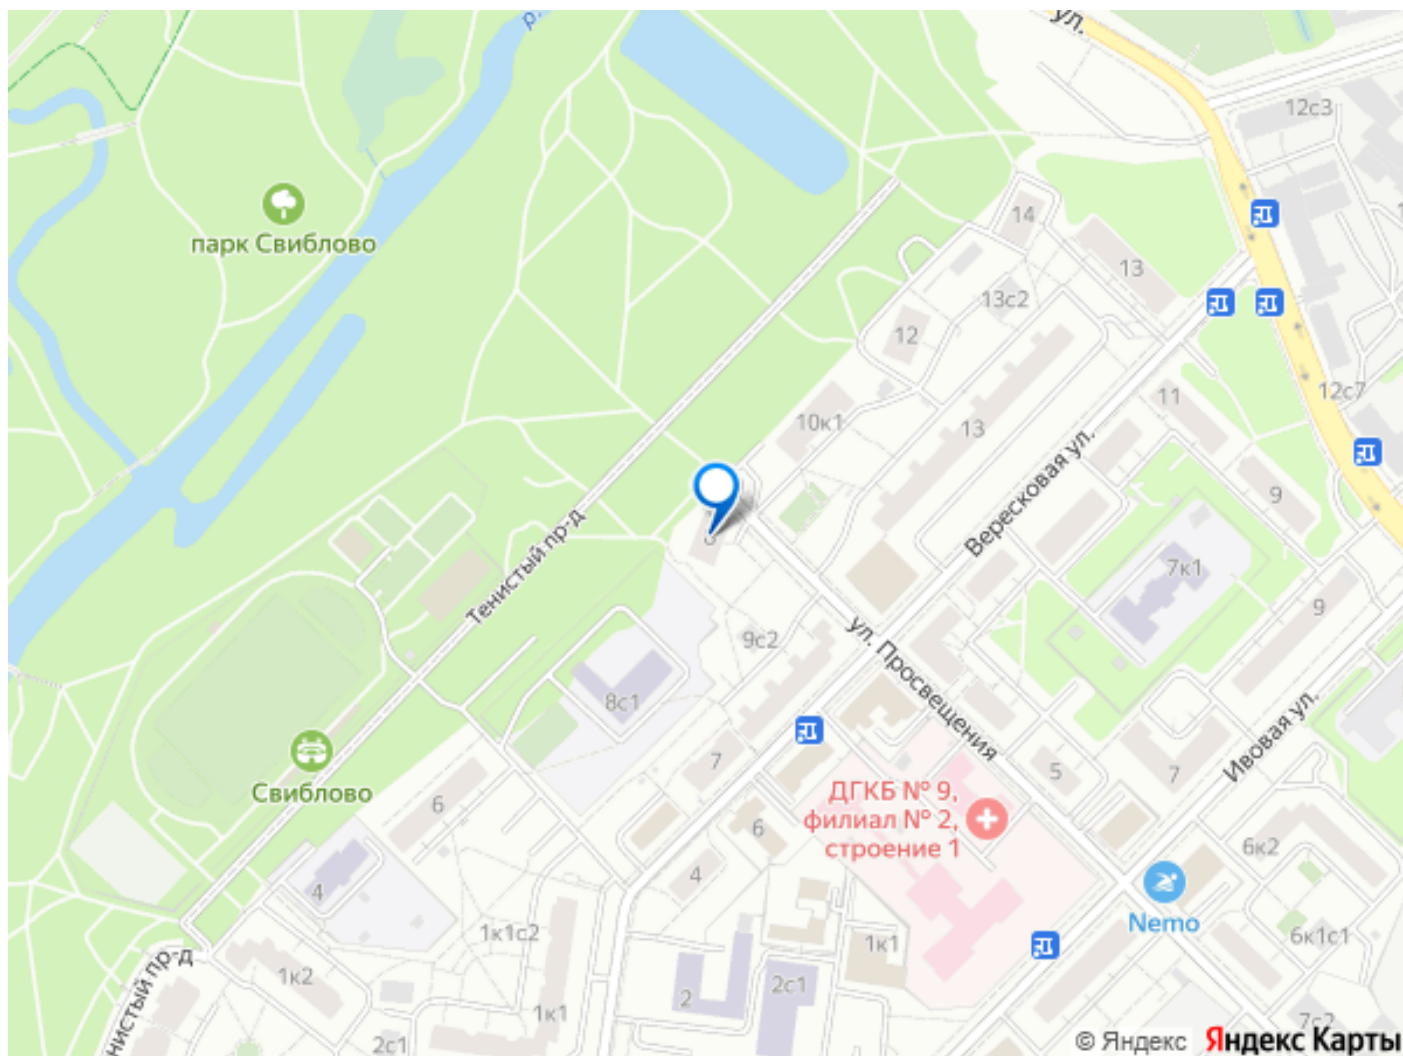 ул.
р.
12с3
14
13
парк Свиблово
13с2
12
12с7
11
10к1
13
Вересковая ул.
9
Тенистый пр-д
7к1
9
ул. Просвещения
9с2
8с1
Ивовая ул.
7
5
7
Свиблово
ДГКБ № 9,
филиал № 2,
строение 1
6
6
6к2
4
4
Nemo
1к1с2
1к1
6к1с1
нистый пр-д
1к2
2
2с1
1к1
7с2
2с1
© Яндекс Яндекс Карты